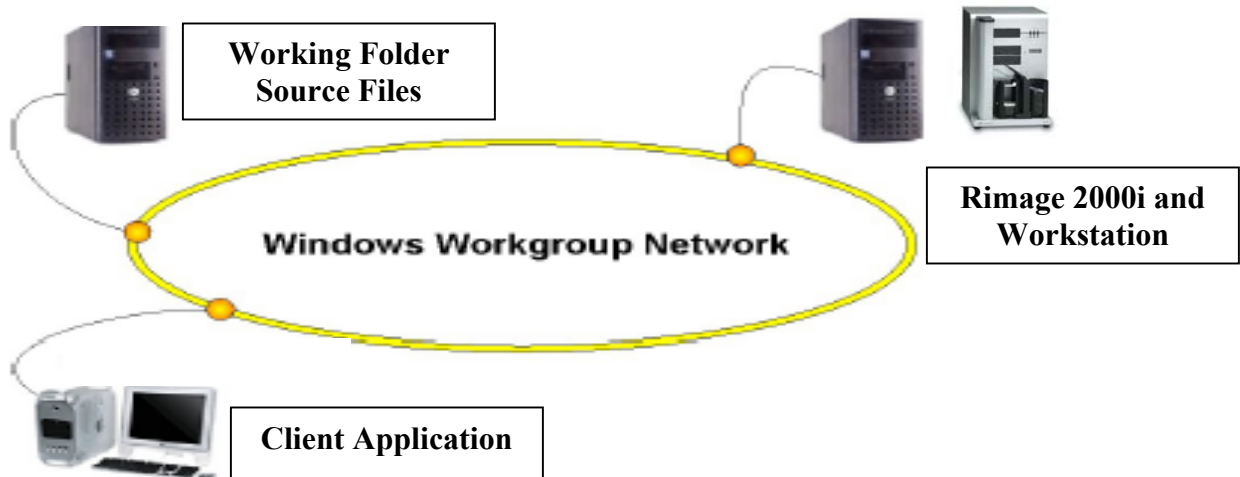 Working Folder
Source Files
Rimage 2000i and
Workstation
Windows Workgroup Network
Client Application